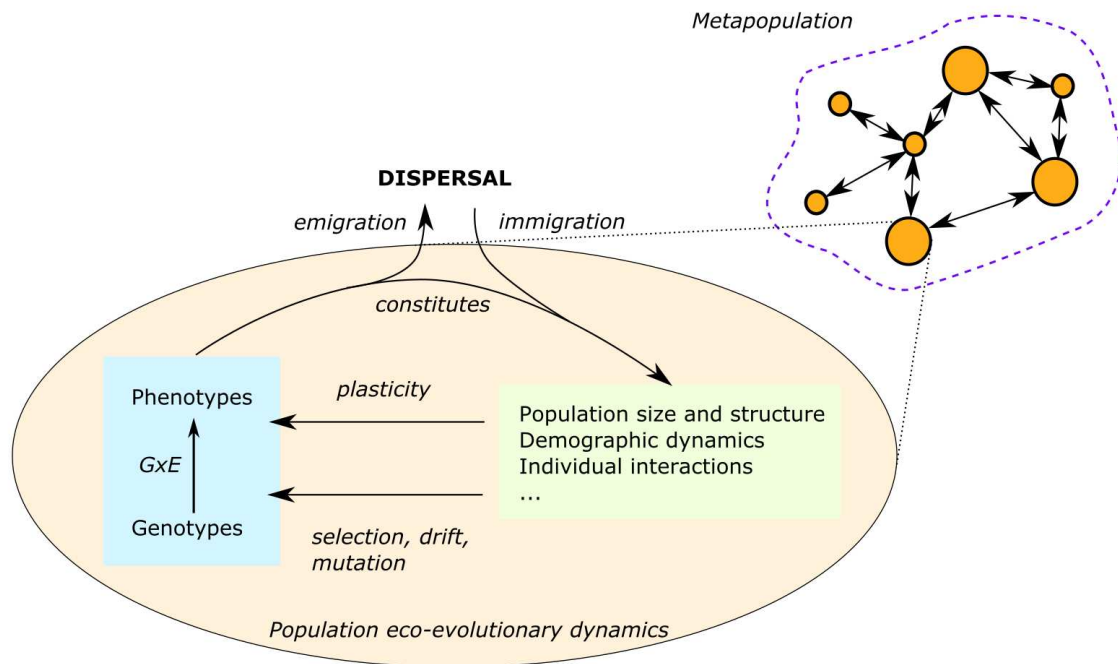 Metapopulation
DISPERSAL
emigration
immigration
constitutes
Phenotypes
plasticity
Population size and structure
Demographic dynamics
Individual interactions
...
GxE
Genotypes
selection, drift,
mutation
Population eco-evolutionary dynamics